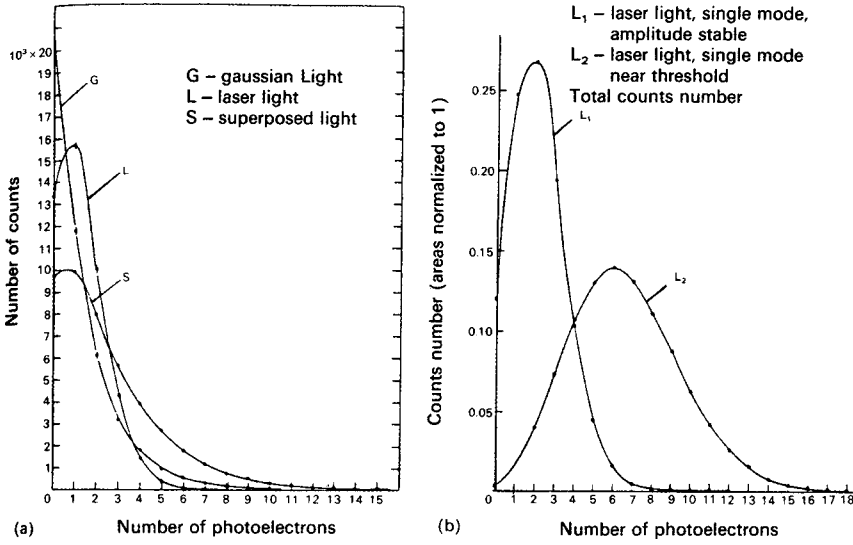 10³ × 20
19
18
17
16
15
14
13
12
11
10
9
8
7
6
5
4
3
2
1
Number of counts
G
L
S
G – gaussian Light
L – laser light
S – superposed light
0 1 2 3 4 5 6 7 8 9 10 11 12 13 14 15
(a)
Number of photoelectrons
L₁ – laser light, single mode,
amplitude stable
L₂ – laser light, single mode
near threshold
Total counts number
0.25
0.20
0.15
0.10
0.05
Counts number (areas normalized to 1)
L₁
L₂
0 1 2 3 4 5 6 7 8 9 10 11 12 13 14 15 16 17 18
(b)
Number of photoelectrons